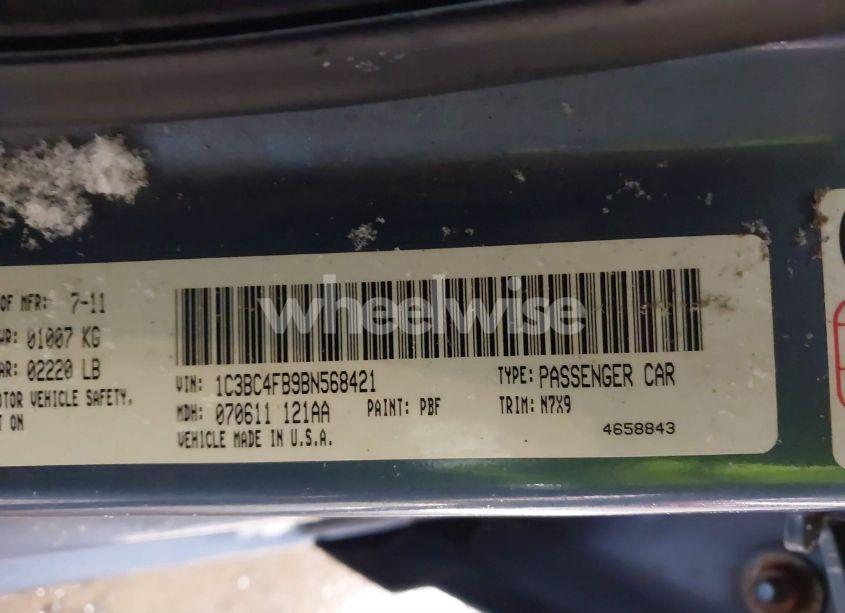 OF MFR: 7-11
WR: 01007 KG
AR: 02220 LB
OTOR VEHICLE SAFETY,
T ON
wheelwise
VIN: 1C3BC4FB9BN568421 TYPE: PASSENGER CAR
MDH: 070611 121AA PAINT: PBF TRIM: N7X9
VEHICLE MADE IN U.S.A. 4658843